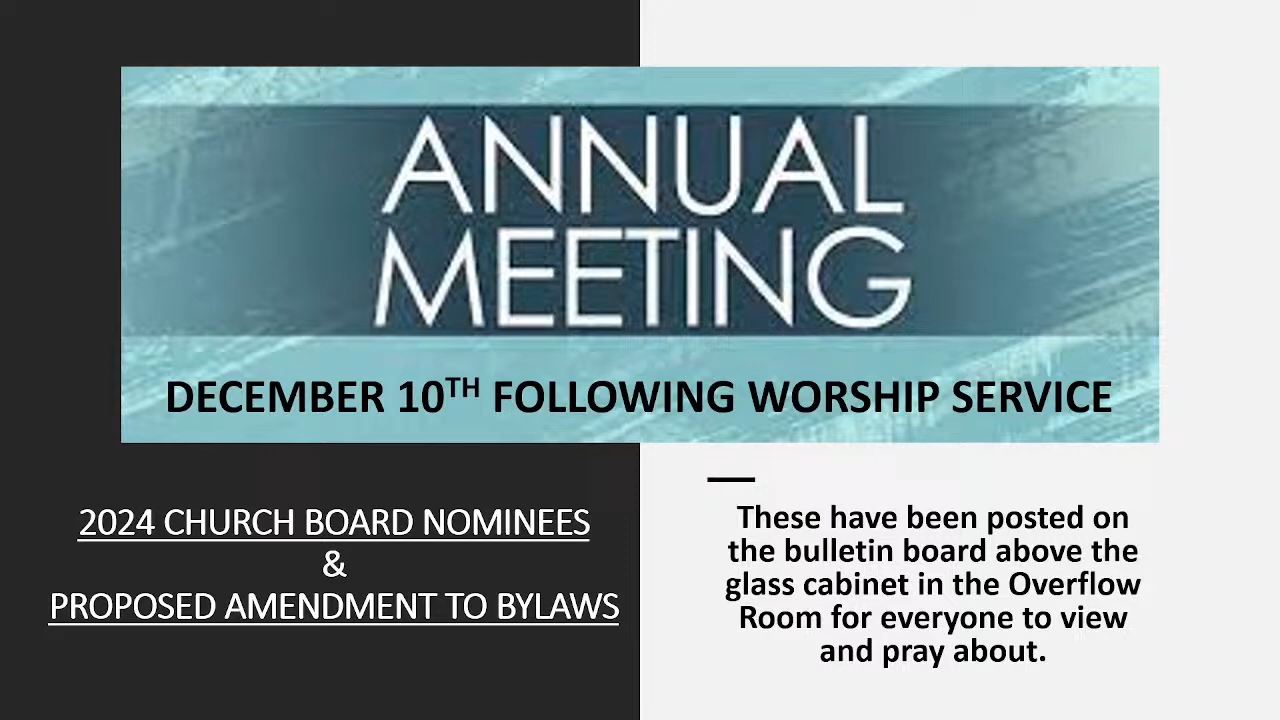 ANNUAL
MEETING
DECEMBER 10TH FOLLOWING WORSHIP SERVICE
2024 CHURCH BOARD NOMINEES
&
PROPOSED AMENDMENT TO BYLAWS
These have been posted on
the bulletin board above the
glass cabinet in the Overflow
Room for everyone to view
and pray about.